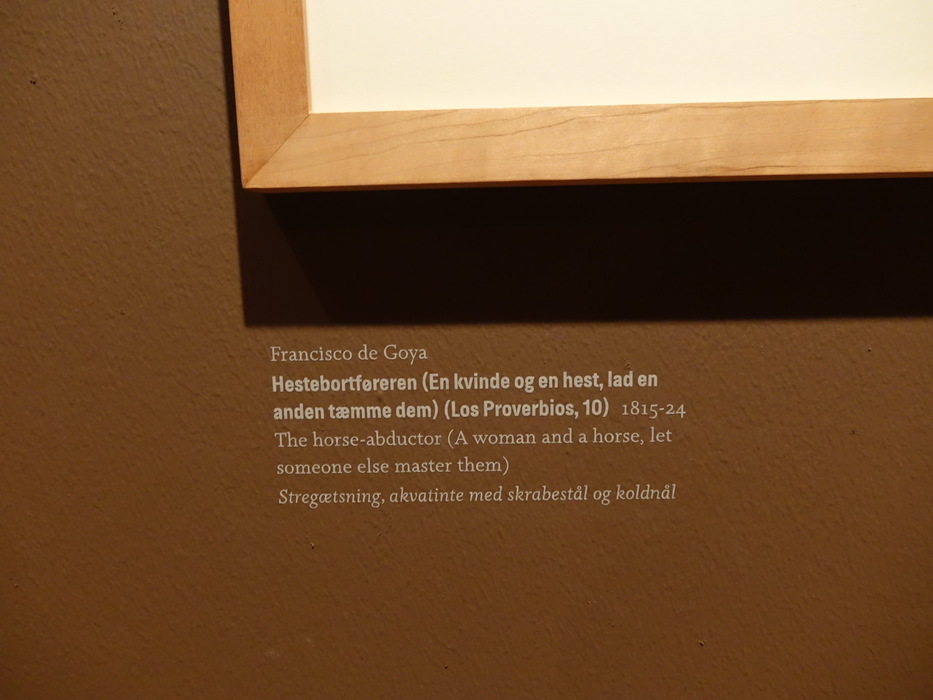 Francisco de Goya
Hestebortføreren (En kvinde og en hest, lad en
anden tæmme dem) (Los Proverbios, 10) 1815-24
The horse-abductor (A woman and a horse, let
someone else master them)
Stregætsning, akvatinte med skrabestål og koldnål